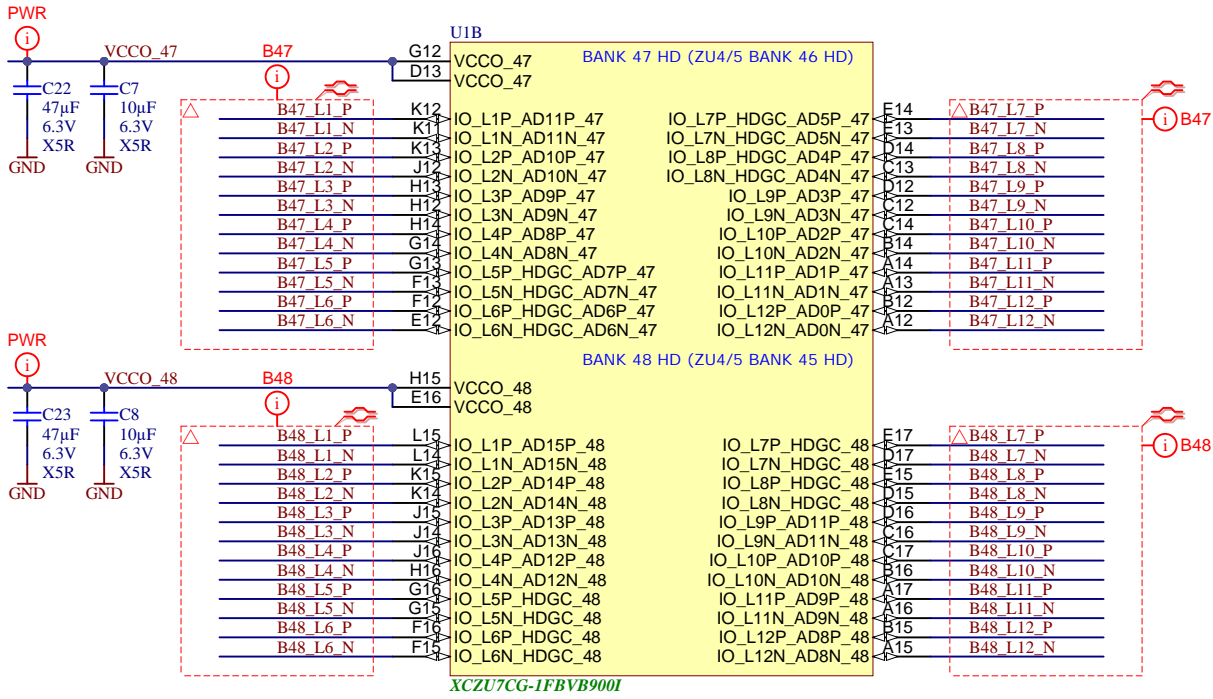 PWR
i
VCCO_47
B47
i
C22
47µF
6.3V
X5R
GND
C7
10µF
6.3V
X5R
GND
U1B
BANK 47 HD (ZU4/5 BANK 46 HD)
G12 VCCO_47
D13 VCCO_47
B47_L1_P K12 IO_L1P_AD11P_47
B47_L1_N K11 IO_L1N_AD11N_47
B47_L2_P K13 IO_L2P_AD10P_47
B47_L2_N J12 IO_L2N_AD10N_47
B47_L3_P H13 IO_L3P_AD9P_47
B47_L3_N H12 IO_L3N_AD9N_47
B47_L4_P H14 IO_L4P_AD8P_47
B47_L4_N G14 IO_L4N_AD8N_47
B47_L5_P G13 IO_L5P_HDGC_AD7P_47
B47_L5_N F13 IO_L5N_HDGC_AD7N_47
B47_L6_P F12 IO_L6P_HDGC_AD6P_47
B47_L6_N E12 IO_L6N_HDGC_AD6N_47
IO_L7P_HDGC_AD5P_47 E14 B47_L7_P
IO_L7N_HDGC_AD5N_47 E13 B47_L7_N
IO_L8P_HDGC_AD4P_47 D14 B47_L8_P
IO_L8N_HDGC_AD4N_47 C13 B47_L8_N
IO_L9P_AD3P_47 D12 B47_L9_P
IO_L9N_AD3N_47 C12 B47_L9_N
IO_L10P_AD2P_47 C14 B47_L10_P
IO_L10N_AD2N_47 B14 B47_L10_N
IO_L11P_AD1P_47 A14 B47_L11_P
IO_L11N_AD1N_47 A13 B47_L11_N
IO_L12P_AD0P_47 B12 B47_L12_P
IO_L12N_AD0N_47 A12 B47_L12_N
i B47
PWR
i
VCCO_48
B48
i
C23
47µF
6.3V
X5R
GND
C8
10µF
6.3V
X5R
GND
BANK 48 HD (ZU4/5 BANK 45 HD)
H15 VCCO_48
E16 VCCO_48
B48_L1_P L15 IO_L1P_AD15P_48
B48_L1_N L14 IO_L1N_AD15N_48
B48_L2_P K15 IO_L2P_AD14P_48
B48_L2_N K14 IO_L2N_AD14N_48
B48_L3_P J15 IO_L3P_AD13P_48
B48_L3_N J14 IO_L3N_AD13N_48
B48_L4_P J16 IO_L4P_AD12P_48
B48_L4_N H16 IO_L4N_AD12N_48
B48_L5_P G16 IO_L5P_HDGC_48
B48_L5_N G15 IO_L5N_HDGC_48
B48_L6_P F16 IO_L6P_HDGC_48
B48_L6_N F15 IO_L6N_HDGC_48
IO_L7P_HDGC_48 E17 B48_L7_P
IO_L7N_HDGC_48 D17 B48_L7_N
IO_L8P_HDGC_48 E15 B48_L8_P
IO_L8N_HDGC_48 D15 B48_L8_N
IO_L9P_AD11P_48 D16 B48_L9_P
IO_L9N_AD11N_48 C16 B48_L9_N
IO_L10P_AD10P_48 C17 B48_L10_P
IO_L10N_AD10N_48 B16 B48_L10_N
IO_L11P_AD9P_48 A17 B48_L11_P
IO_L11N_AD9N_48 A16 B48_L11_N
IO_L12P_AD8P_48 B15 B48_L12_P
IO_L12N_AD8N_48 A15 B48_L12_N
i B48
XCZU7CG-1FBVB900I